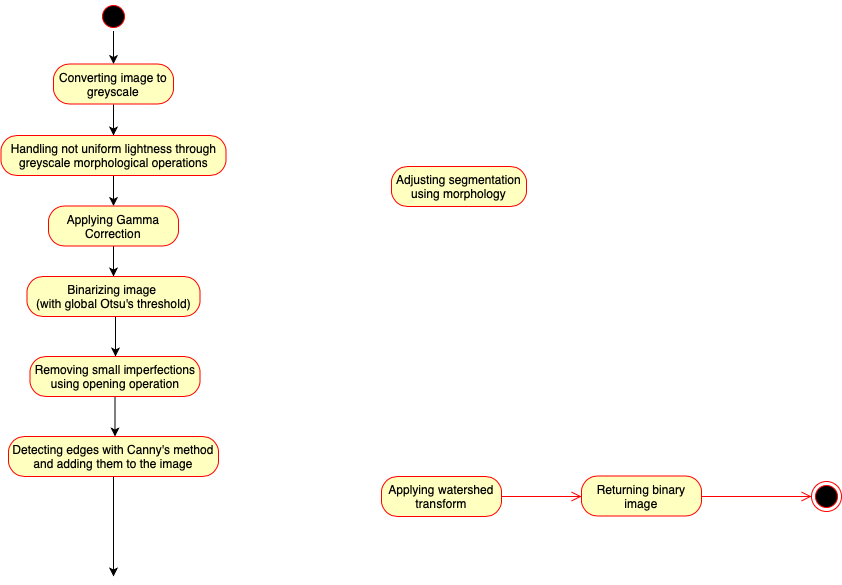 Converting image to
greyscale
Handling not uniform lightness through
greyscale morphological operations
Adjusting segmentation
using morphology
Applying Gamma
Correction
Binarizing image
(with global Otsu's threshold)
Removing small imperfections
using opening operation
Detecting edges with Canny's method
and adding them to the image
Applying watershed
transform
Returning binary
image